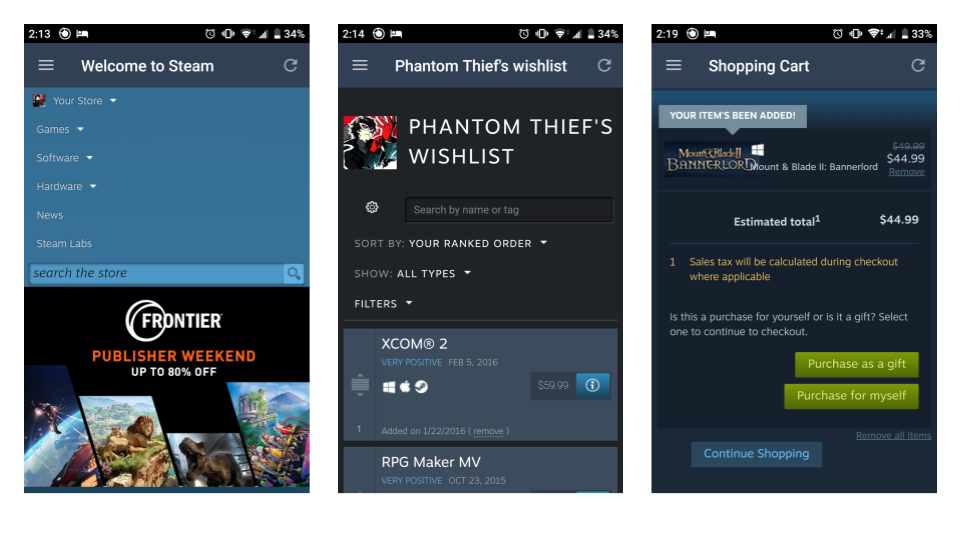 2:13
34%
Welcome to Steam
Your Store
Games
Software
Hardware
News
Steam Labs
search the store
FRONTIER
PUBLISHER WEEKEND
UP TO 80% OFF
2:14
34%
Phantom Thief's wishlist
PHANTOM THIEF'S
WISHLIST
Search by name or tag
SORT BY: YOUR RANKED ORDER
SHOW: ALL TYPES
FILTERS
XCOM® 2
VERY POSITIVE FEB 5, 2016
$59.99
1
Added on 1/22/2016 ( remove )
RPG Maker MV
VERY POSITIVE OCT 23, 2015
2:19
33%
Shopping Cart
YOUR ITEM'S BEEN ADDED!
Mount & Blade II
BANNERLORD
Mount & Blade II: Bannerlord
$49.99
$44.99
Remove
Estimated total1 $44.99
1 Sales tax will be calculated during checkout
where applicable
Is this a purchase for yourself or is it a gift? Select
one to continue to checkout.
Purchase as a gift
Purchase for myself
Remove all items
Continue Shopping